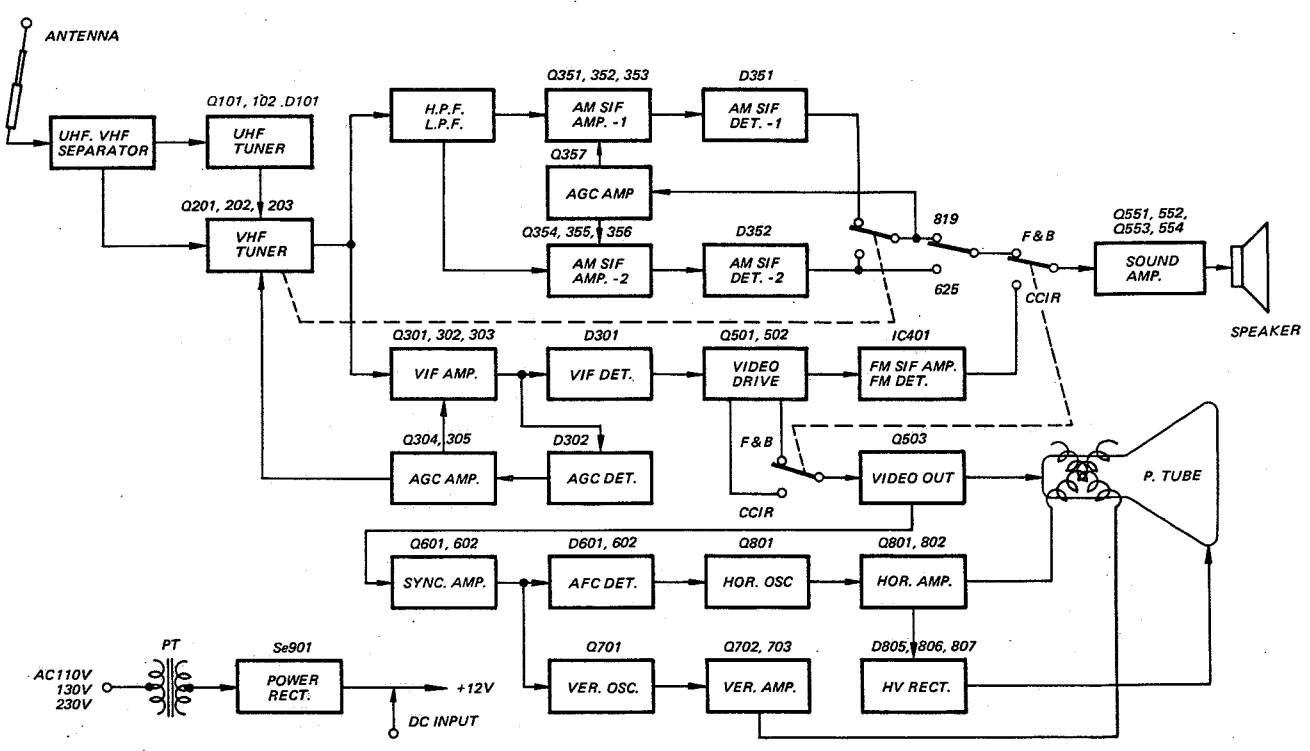 ANTENNA
Q351, 352, 353
D351
Q101, 102 .D101
H.P.F.
L.P.F.
AM SIF
AMP. -1
AM SIF
DET. -1
UHF. VHF
SEPARATOR
UHF
TUNER
Q357
AGC AMP
Q201, 202, 203
VHF
TUNER
Q354, 355, 356
D352
819
F & B
Q551, 552,
Q553, 554
AM SIF
AMP. -2
AM SIF
DET. -2
SOUND
AMP.
625
CCIR
SPEAKER
Q301, 302, 303
D301
Q501, 502
IC401
VIF AMP.
VIF DET.
VIDEO
DRIVE
FM SIF AMP.
FM DET.
Q304, 305
D302
F & B
Q503
AGC AMP.
AGC DET.
VIDEO OUT
P. TUBE
CCIR
Q601, 602
D601, 602
Q801
Q801, 802
SYNC. AMP.
AFC DET.
HOR. OSC
HOR. AMP.
PT
Se901
Q701
Q702, 703
D805, 806, 807
AC110V
130V
230V
POWER
RECT.
+12V
VER. OSC.
VER. AMP.
HV RECT.
DC INPUT